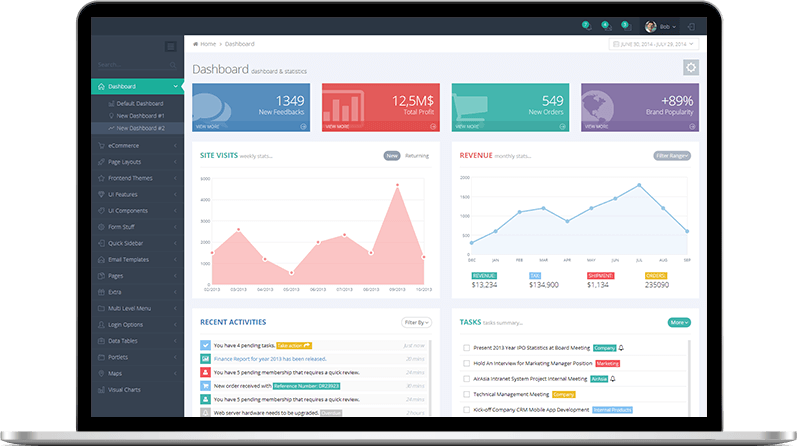 7 4 3 Bob
Home › Dashboard
JUNE 30, 2014 - JULY 29, 2014
Search...
Dashboard
Default Dashboard
New Dashboard #1
New Dashboard #2
eCommerce
Page Layouts
Frontend Themes
UI Features
UI Components
Form Stuff
Quick Sidebar
Email Templates
Pages
Extra
Multi Level Menu
Login Options
Data Tables
Portlets
Maps
Visual Charts
Dashboard dashboard & statistics
1349
New Feedbacks
VIEW MORE
12,5M$
Total Profit
VIEW MORE
549
New Orders
VIEW MORE
+89%
Brand Popularity
VIEW MORE
SITE VISITS weekly stats...
New Returning
5000
4000
3000
2000
1000
0
02/2013 03/2013 04/2013 05/2013 06/2013 07/2013 08/2013 09/2013 10/2013
REVENUE monthly stats...
Filter Range
2000
1500
1000
500
0
DEC JAN FEB MAR APR MAY JUN JUL AUG SEP
REVENUE: TAX: SHIPMENT: ORDERS:
$13,234 $134,900 $1,134 235090
RECENT ACTIVITIES
Filter By
You have 4 pending tasks. Take action Just now
Finance Report for year 2013 has been released. 20 mins
You have 5 pending membership that requires a quick review. 24 mins
New order received with Reference Number: DR23923 30 mins
You have 5 pending membership that requires a quick review. 24 mins
Web server hardware needs to be upgraded. Overdue
TASKS tasks summary...
More
Present 2013 Year IPO Statistics at Board Meeting Company
Hold An Interview for Marketing Manager Position Marketing
AirAsia Intranet System Project Internal Meeting AirAsia
Technical Management Meeting Company
Kick-off Company CRM Mobile App Development Internal Products